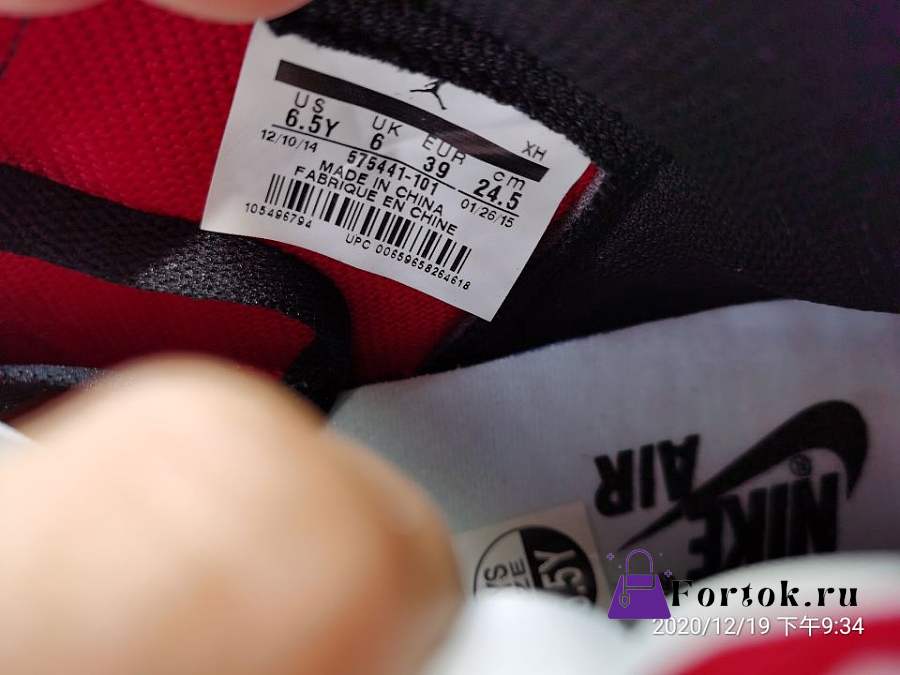 US UK EUR cm XH
6.5Y 6 39 24.5
12/10/14 575441-101 01/26/15
MADE IN CHINA
FABRIQUE EN CHINE
105496794
UPC 00659658264618
NIKE ®
AIR
Fortok.ru
2020/12/19 下午9:34